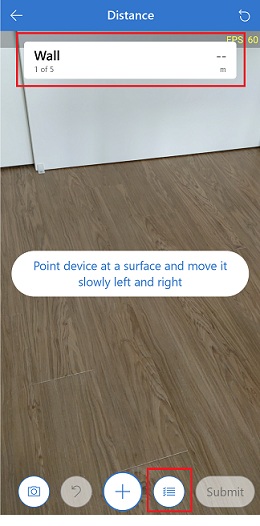 Distance
FPS 60
Wall
--
1 of 5
m
Point device at a surface and move it
slowly left and right
Submit